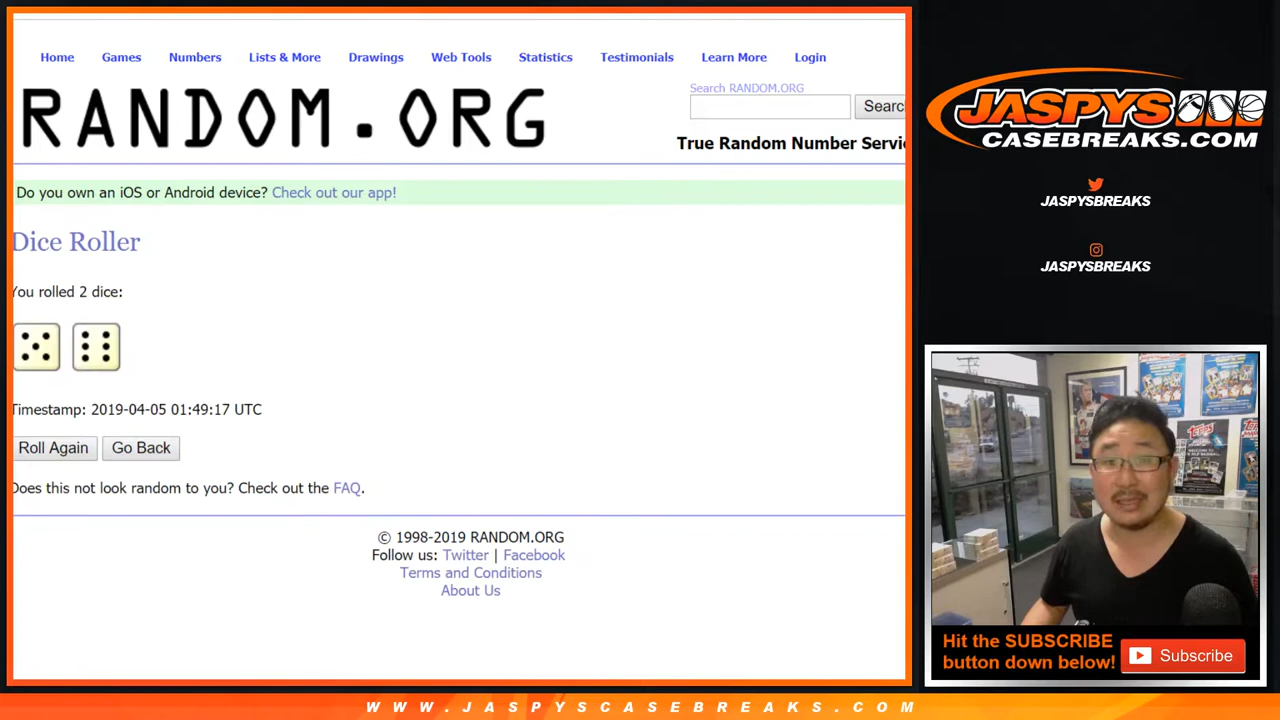 Home Games Numbers Lists & More Drawings Web Tools Statistics Testimonials Learn More Login
Search RANDOM.ORG
RANDOM.ORG
Searc
True Random Number Servi
Do you own an iOS or Android device? Check out our app!
Dice Roller
You rolled 2 dice:
Timestamp: 2019-04-05 01:49:17 UTC
Roll Again Go Back
Does this not look random to you? Check out the FAQ.
© 1998-2019 RANDOM.ORG
Follow us: Twitter | Facebook
Terms and Conditions
About Us
JASPYS
CASEBREAKS.COM
JASPYSBREAKS
JASPYSBREAKS
TOPPS
Hit the SUBSCRIBE
button down below!
Subscribe
WWW.JASPYSCASEBREAKS.COM